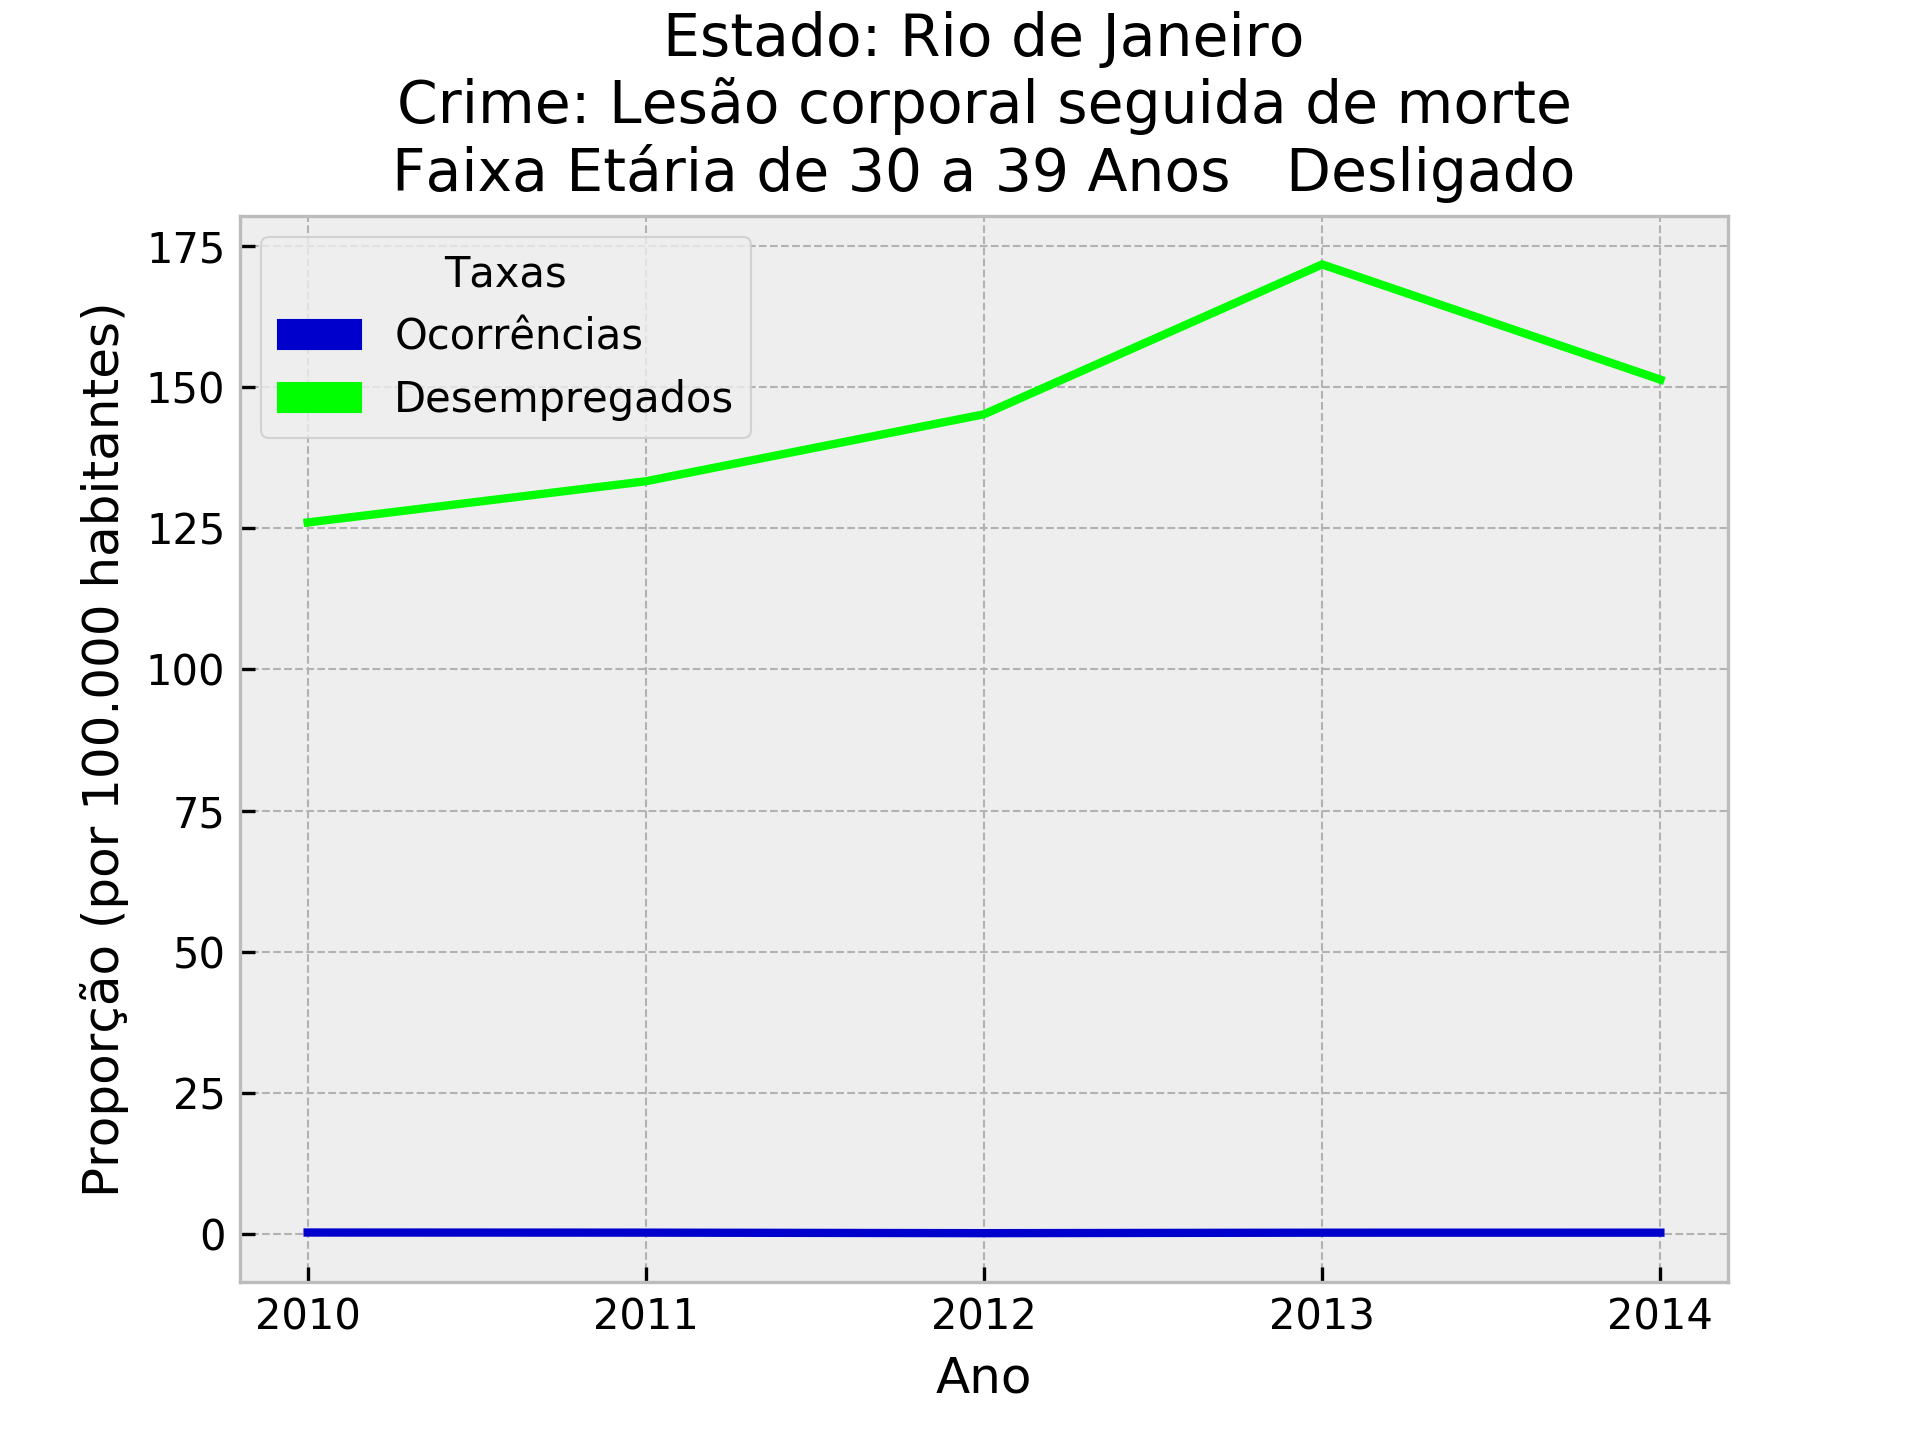 Estado: Rio de Janeiro
Crime: Lesão corporal seguida de morte
Faixa Etária de 30 a 39 Anos   Desligado
Taxas
Ocorrências
Desempregados
Proporção (por 100.000 habitantes)
175
150
125
100
75
50
25
0
2010 2011 2012 2013 2014
Ano